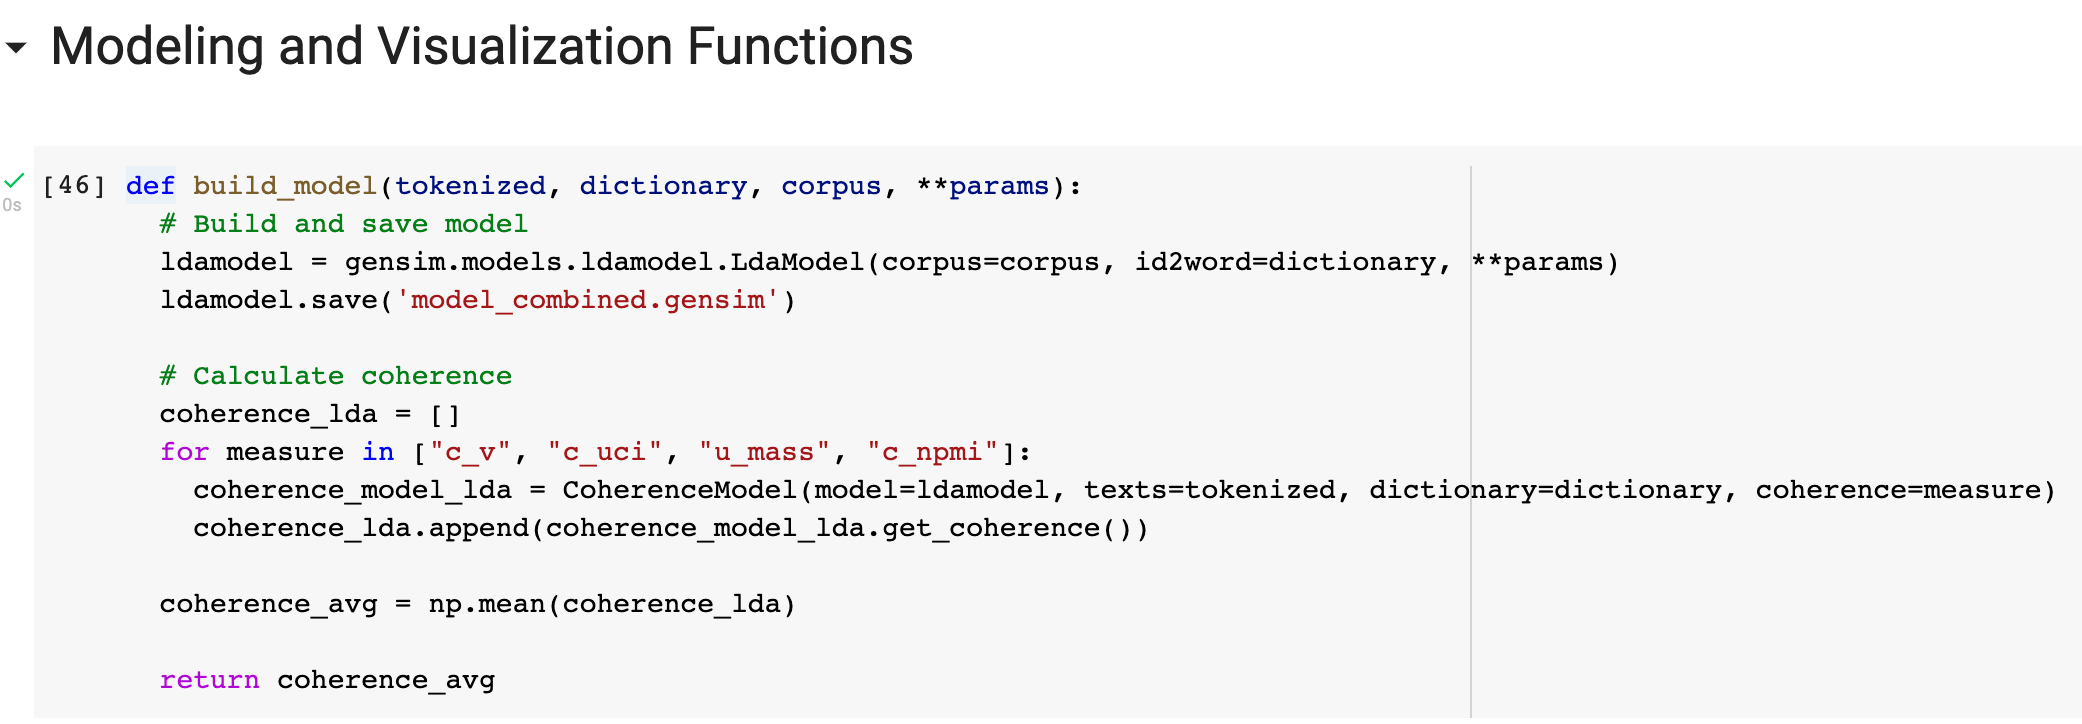 Modeling and Visualization Functions
[46] def build_model(tokenized, dictionary, corpus, **params):
0s
# Build and save model
ldamodel = gensim.models.ldamodel.LdaModel(corpus=corpus, id2word=dictionary, **params)
ldamodel.save('model_combined.gensim')
# Calculate coherence
coherence_lda = []
for measure in ["c_v", "c_uci", "u_mass", "c_npmi"]:
coherence_model_lda = CoherenceModel(model=ldamodel, texts=tokenized, dictionary=dictionary, coherence=measure)
coherence_lda.append(coherence_model_lda.get_coherence())
coherence_avg = np.mean(coherence_lda)
return coherence_avg